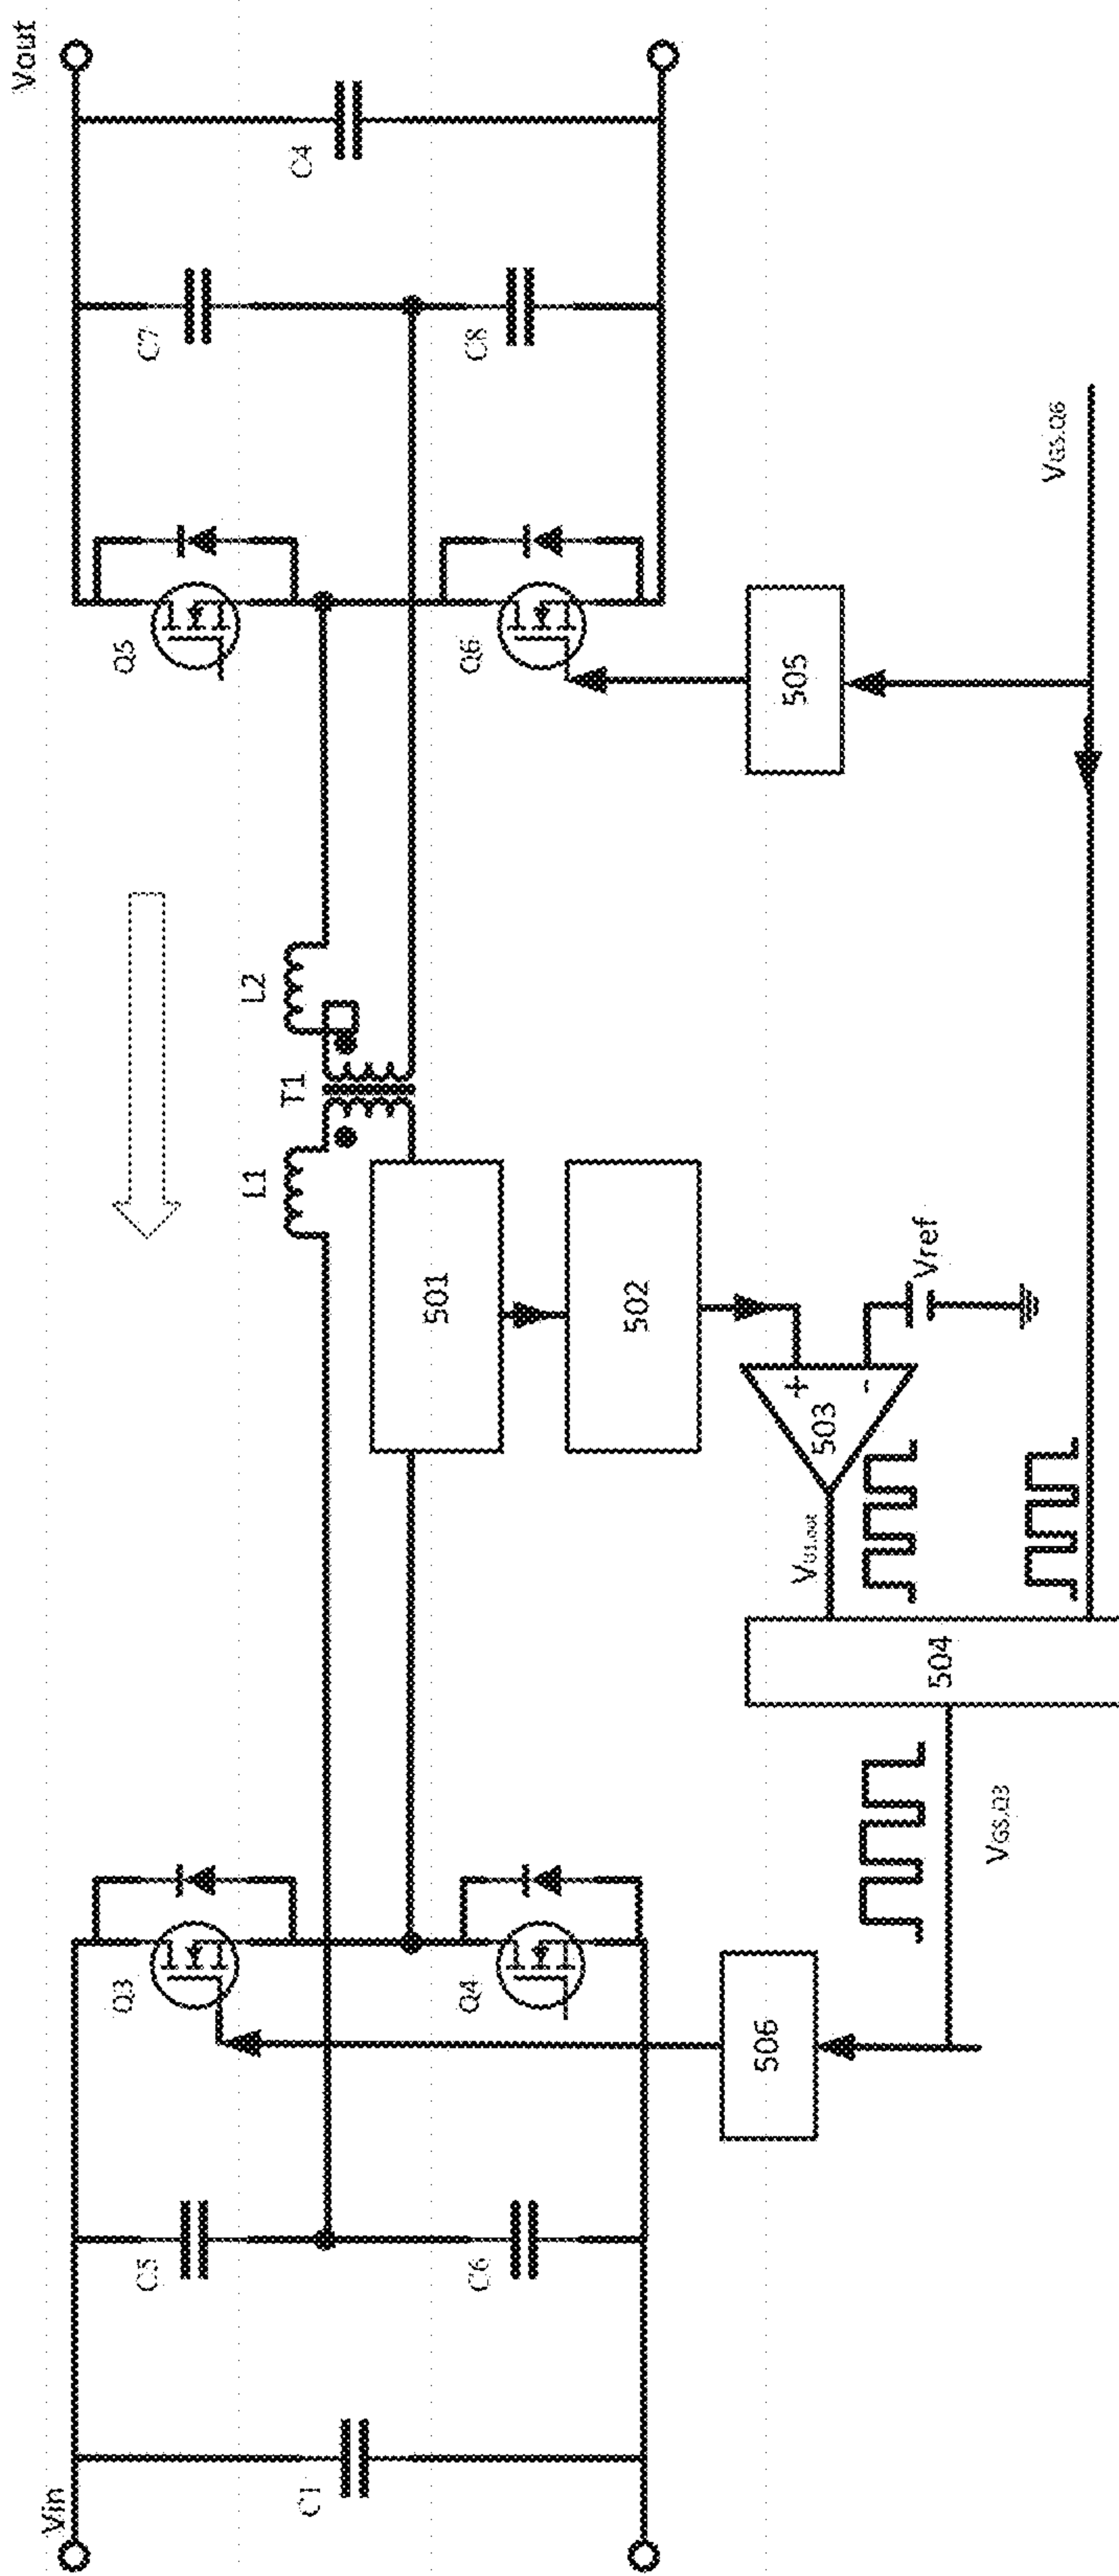 Vin
Vout
C1
C5
C6
Q3
Q4
L1
T1
L2
Q5
Q6
C7
C8
C4
501
502
503
+
-
Vref
VU1.out
504
505
506
VGS.Q3
VGS.Q6